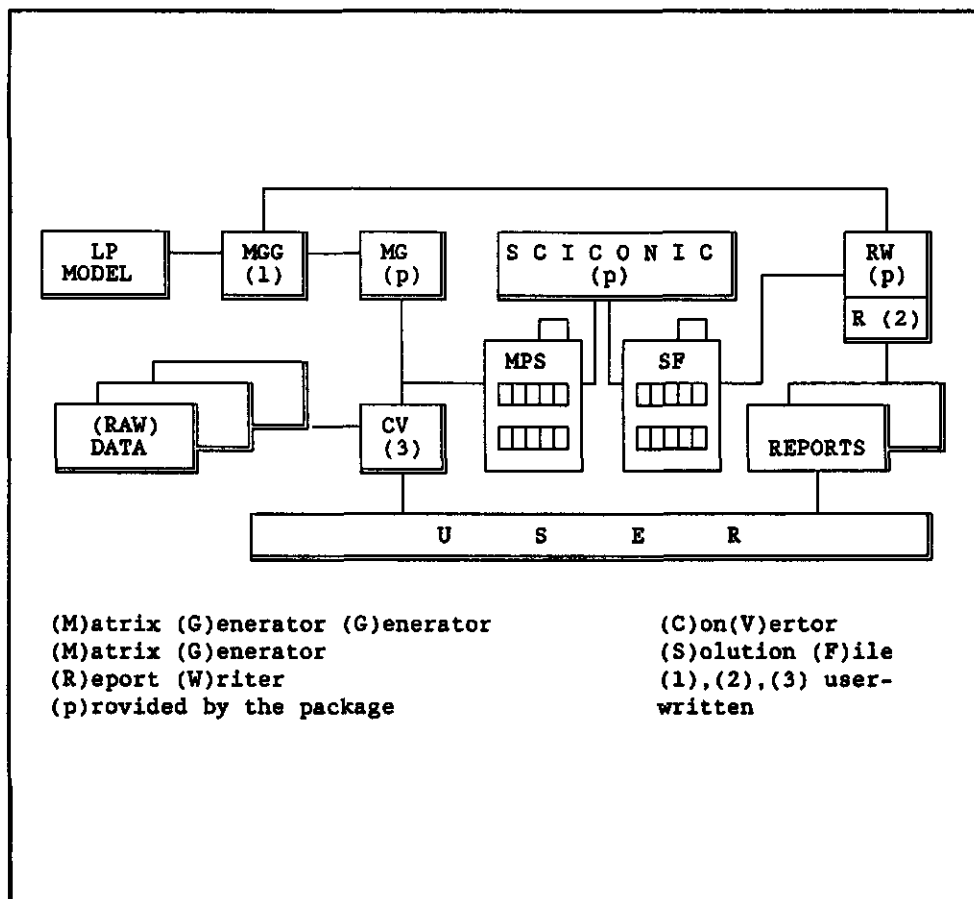 LP MODEL
MGG (1)
MG (p)
S C I C O N I C (p)
RW (p)
R (2)
MPS
SF
(RAW) DATA
CV (3)
REPORTS
U S E R
(M)atrix (G)enerator (G)enerator
(M)atrix (G)enerator
(R)eport (W)riter
(p)rovided by the package
(C)on(V)ertor
(S)olution (F)ile
(1),(2),(3) user-
written